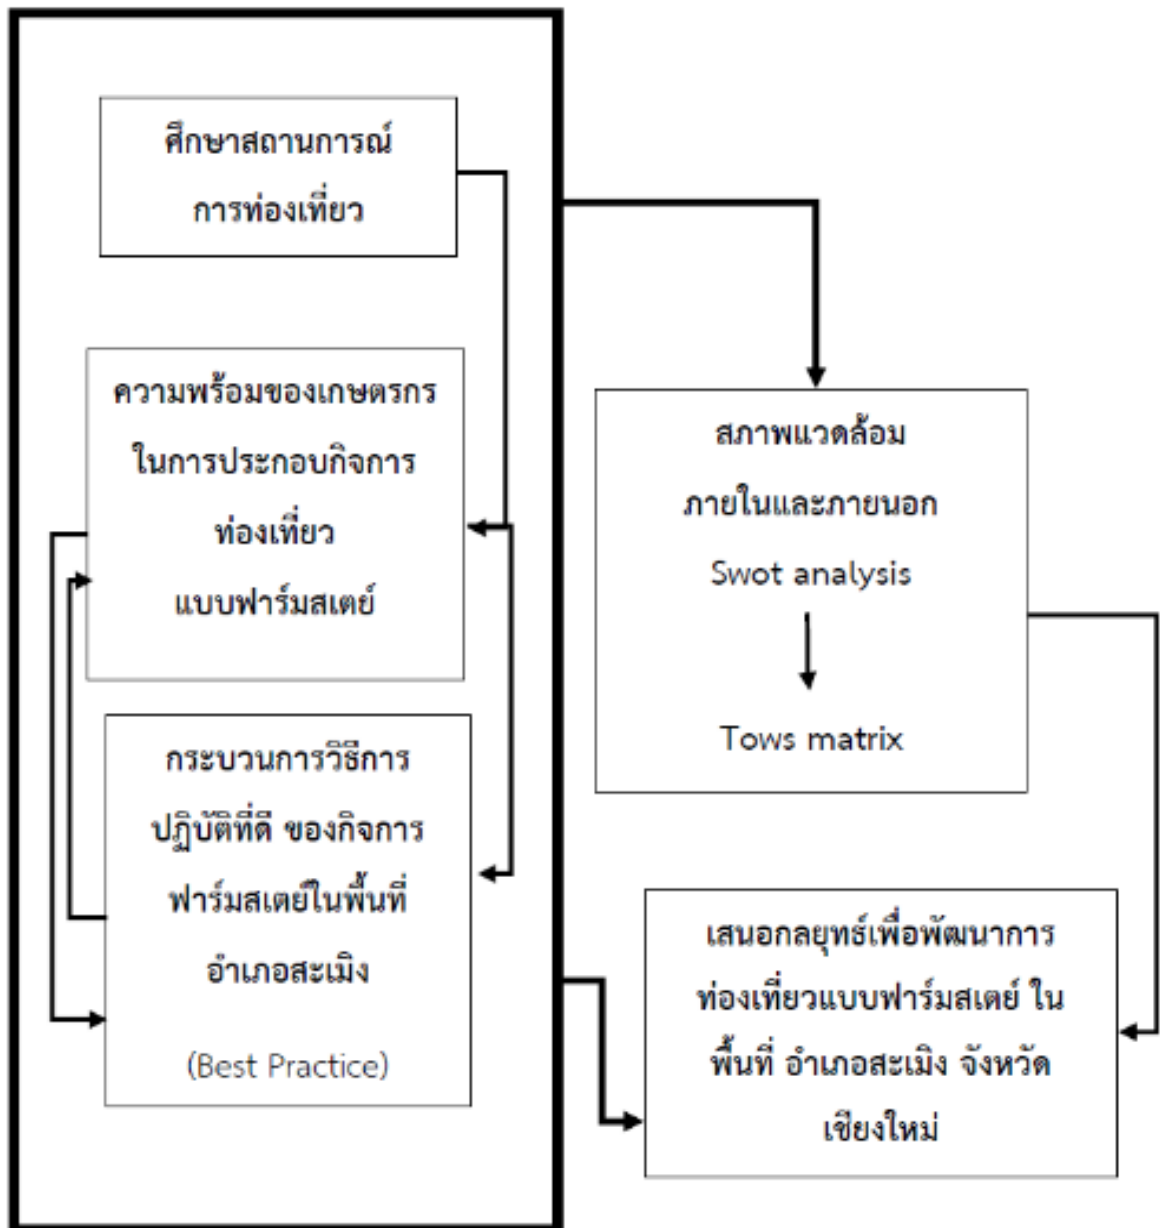 ศึกษาสถานการณ์
การท่องเที่ยว
ความพร้อมของเกษตรกร
ในการประกอบกิจการ
ท่องเที่ยว
แบบฟาร์มสเตย์
กระบวนการวิธีการ
ปฏิบัติที่ดี ของกิจการ
ฟาร์มสเตย์ในพื้นที่
อำเภอสะเมิง
(Best Practice)
สภาพแวดล้อม
ภายในและภายนอก
Swot analysis
Tows matrix
เสนอกลยุทธ์เพื่อพัฒนาการ
ท่องเที่ยวแบบฟาร์มสเตย์ ใน
พื้นที่ อำเภอสะเมิง จังหวัด
เชียงใหม่